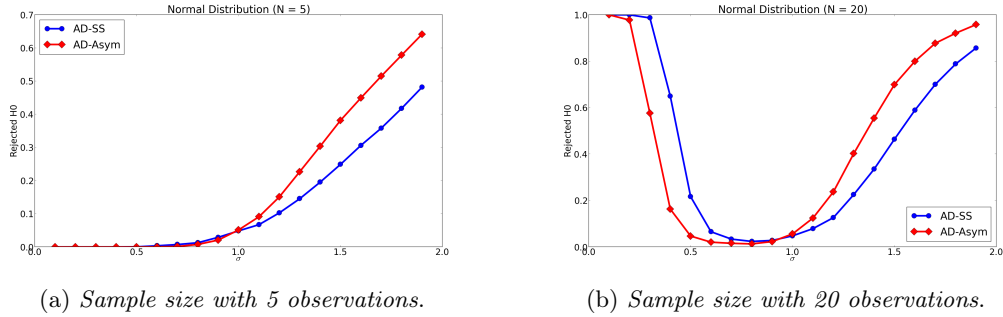 Normal Distribution (N = 5)
0.7
0.6
0.5
0.4
0.3
0.2
0.1
0.0
Rejected H0
AD-SS
AD-Asym
0.0 0.5 1.0 1.5 2.0
σ
(a) Sample size with 5 observations.
Normal Distribution (N = 20)
1.0
0.8
0.6
0.4
0.2
0.0
Rejected H0
AD-SS
AD-Asym
0.0 0.5 1.0 1.5 2.0
σ
(b) Sample size with 20 observations.